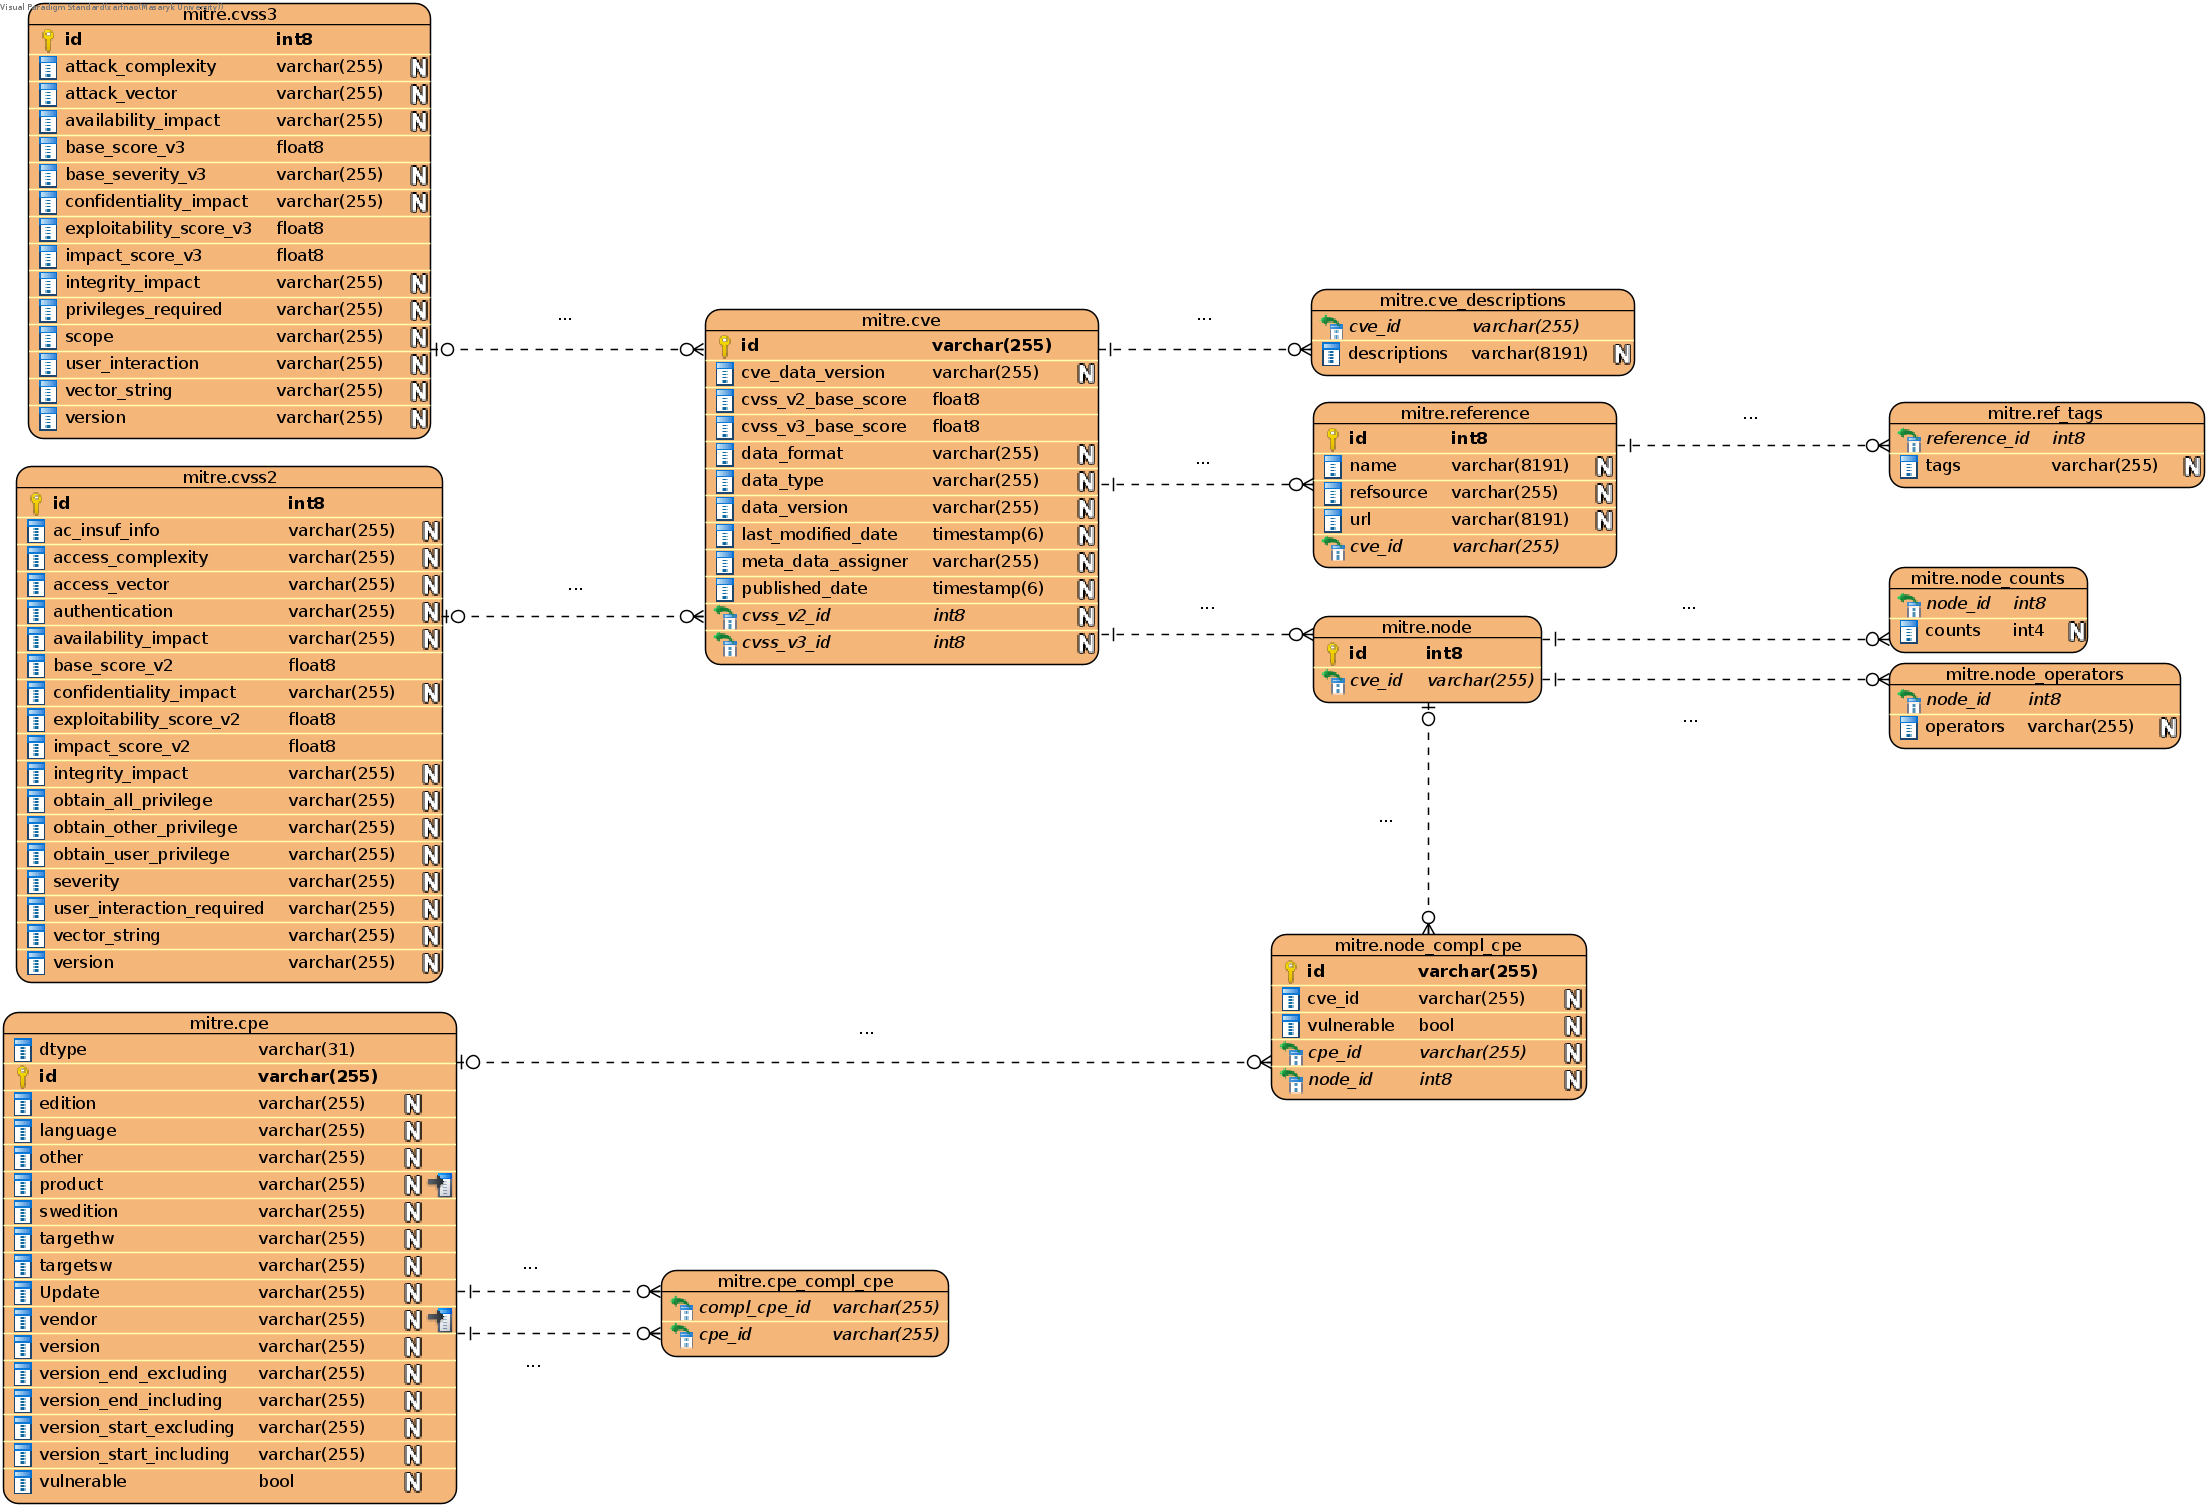 Visual Paradigm Standard(xarfnao(Masaryk University))
mitre.cvss3
id int8
attack_complexity varchar(255) N
attack_vector varchar(255) N
availability_impact varchar(255) N
base_score_v3 float8
base_severity_v3 varchar(255) N
confidentiality_impact varchar(255) N
exploitability_score_v3 float8
impact_score_v3 float8
integrity_impact varchar(255) N
privileges_required varchar(255) N
scope varchar(255) N
user_interaction varchar(255) N
vector_string varchar(255) N
version varchar(255) N
...
mitre.cvss2
id int8
ac_insuf_info varchar(255) N
access_complexity varchar(255) N
access_vector varchar(255) N
authentication varchar(255) N
availability_impact varchar(255) N
base_score_v2 float8
confidentiality_impact varchar(255) N
exploitability_score_v2 float8
impact_score_v2 float8
integrity_impact varchar(255) N
obtain_all_privilege varchar(255) N
obtain_other_privilege varchar(255) N
obtain_user_privilege varchar(255) N
severity varchar(255) N
user_interaction_required varchar(255) N
vector_string varchar(255) N
version varchar(255) N
...
mitre.cve
id varchar(255)
cve_data_version varchar(255) N
cvss_v2_base_score float8
cvss_v3_base_score float8
data_format varchar(255) N
data_type varchar(255) N
data_version varchar(255) N
last_modified_date timestamp(6) N
meta_data_assigner varchar(255) N
published_date timestamp(6) N
cvss_v2_id int8 N
cvss_v3_id int8 N
...
mitre.cve_descriptions
cve_id varchar(255)
descriptions varchar(8191) N
...
mitre.reference
id int8
name varchar(8191) N
refsource varchar(255) N
url varchar(8191) N
cve_id varchar(255)
...
mitre.ref_tags
reference_id int8
tags varchar(255) N
...
mitre.node
id int8
cve_id varchar(255)
...
mitre.node_counts
node_id int8
counts int4 N
mitre.node_operators
node_id int8
operators varchar(255) N
...
...
mitre.node_compl_cpe
id varchar(255)
cve_id varchar(255) N
vulnerable bool N
cpe_id varchar(255) N
node_id int8 N
...
mitre.cpe
dtype varchar(31)
id varchar(255)
edition varchar(255) N
language varchar(255) N
other varchar(255) N
product varchar(255) N
swedition varchar(255) N
targethw varchar(255) N
targetsw varchar(255) N
Update varchar(255) N
vendor varchar(255) N
version varchar(255) N
version_end_excluding varchar(255) N
version_end_including varchar(255) N
version_start_excluding varchar(255) N
version_start_including varchar(255) N
vulnerable bool N
...
mitre.cpe_compl_cpe
compl_cpe_id varchar(255)
cpe_id varchar(255)
...